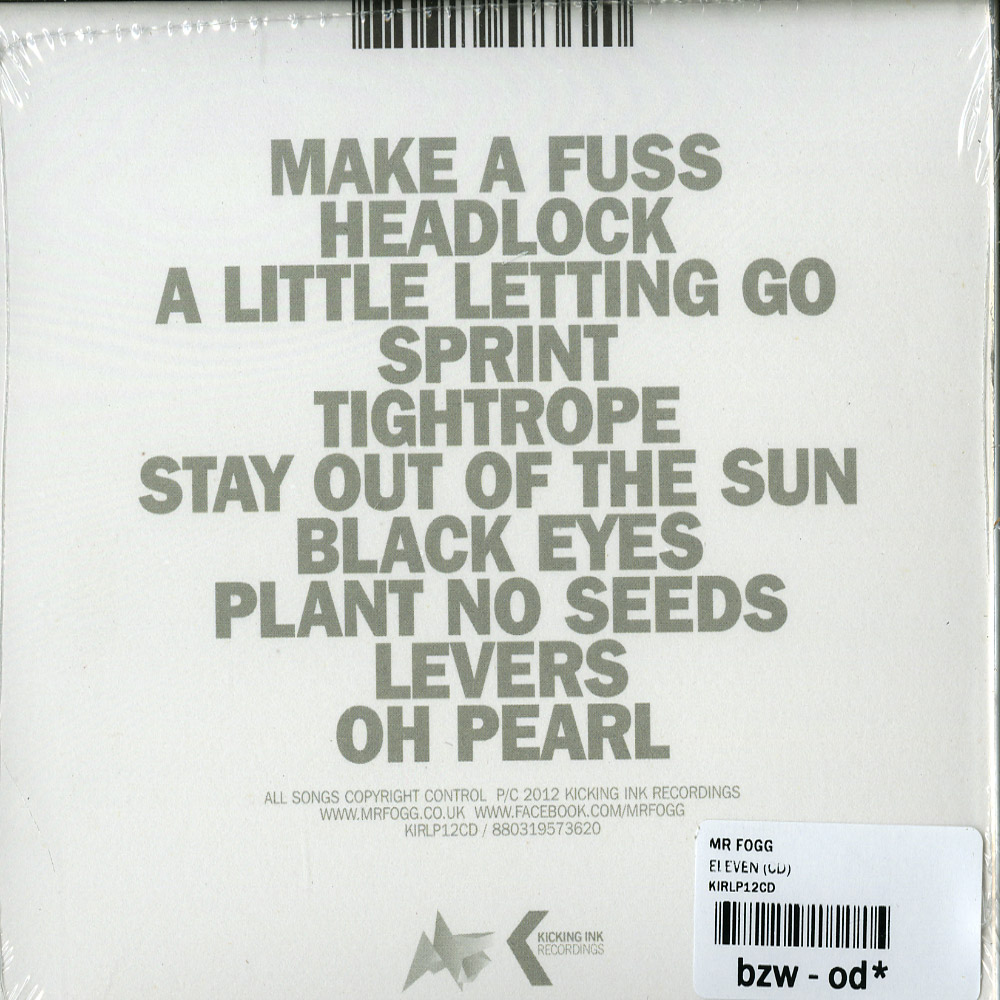 MAKE A FUSS
HEADLOCK
A LITTLE LETTING GO
SPRINT
TIGHTROPE
STAY OUT OF THE SUN
BLACK EYES
PLANT NO SEEDS
LEVERS
OH PEARL
ALL SONGS COPYRIGHT CONTROL P/C 2012 KICKING INK RECORDINGS
WWW.MRFOGG.CO.UK WWW.FACEBOOK.COM/MRFOGG
KIRLP12CD / 880319573620
KICKING INK
RECORDINGS
MR FOGG
ELEVEN (CD)
KIRLP12CD
bzw - od*